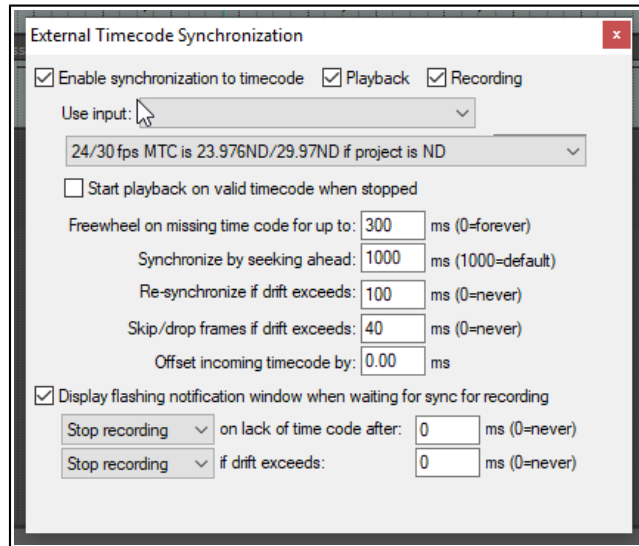 External Timecode Synchronization x
Enable synchronization to timecode Playback Recording
Use input:
24/30 fps MTC is 23.976ND/29.97ND if project is ND
Start playback on valid timecode when stopped
Freewheel on missing time code for up to: 300 ms (0=forever)
Synchronize by seeking ahead: 1000 ms (1000=default)
Re-synchronize if drift exceeds: 100 ms (0=never)
Skip/drop frames if drift exceeds: 40 ms (0=never)
Offset incoming timecode by: 0.00 ms
Display flashing notification window when waiting for sync for recording
Stop recording on lack of time code after: 0 ms (0=never)
Stop recording if drift exceeds: 0 ms (0=never)